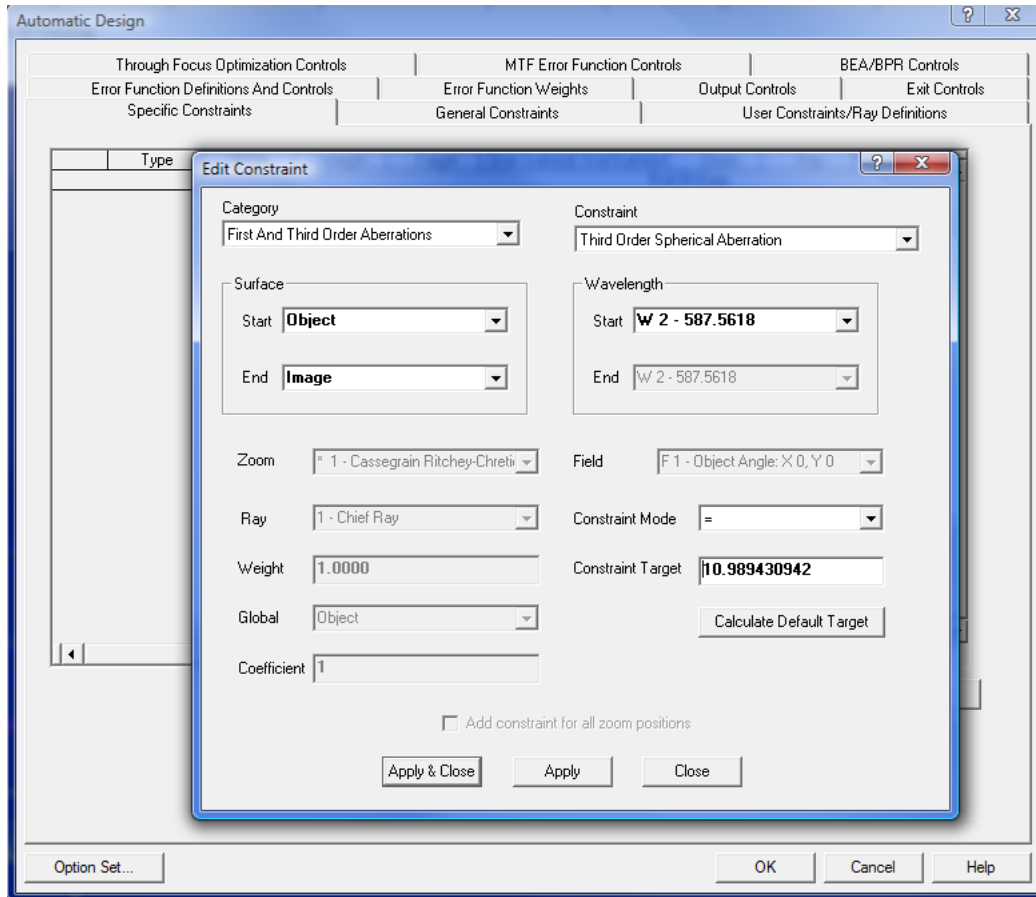 Automatic Design
Through Focus Optimization Controls MTF Error Function Controls BEA/BPR Controls
Error Function Definitions And Controls Error Function Weights Output Controls Exit Controls
Specific Constraints General Constraints User Constraints/Ray Definitions
Type
Edit Constraint
Category
First And Third Order Aberrations
Constraint
Third Order Spherical Aberration
Surface
Start Object
End Image
Wavelength
Start W 2 - 587.5618
End W 2 - 587.5618
Zoom * 1 - Cassegrain Ritchey-Chreti
Field F 1 - Object Angle: X 0, Y 0
Ray 1 - Chief Ray
Constraint Mode =
Weight 1.0000
Constraint Target 10.989430942
Global Object
Calculate Default Target
Coefficient 1
Add constraint for all zoom positions
Apply & Close Apply Close
Option Set... OK Cancel Help